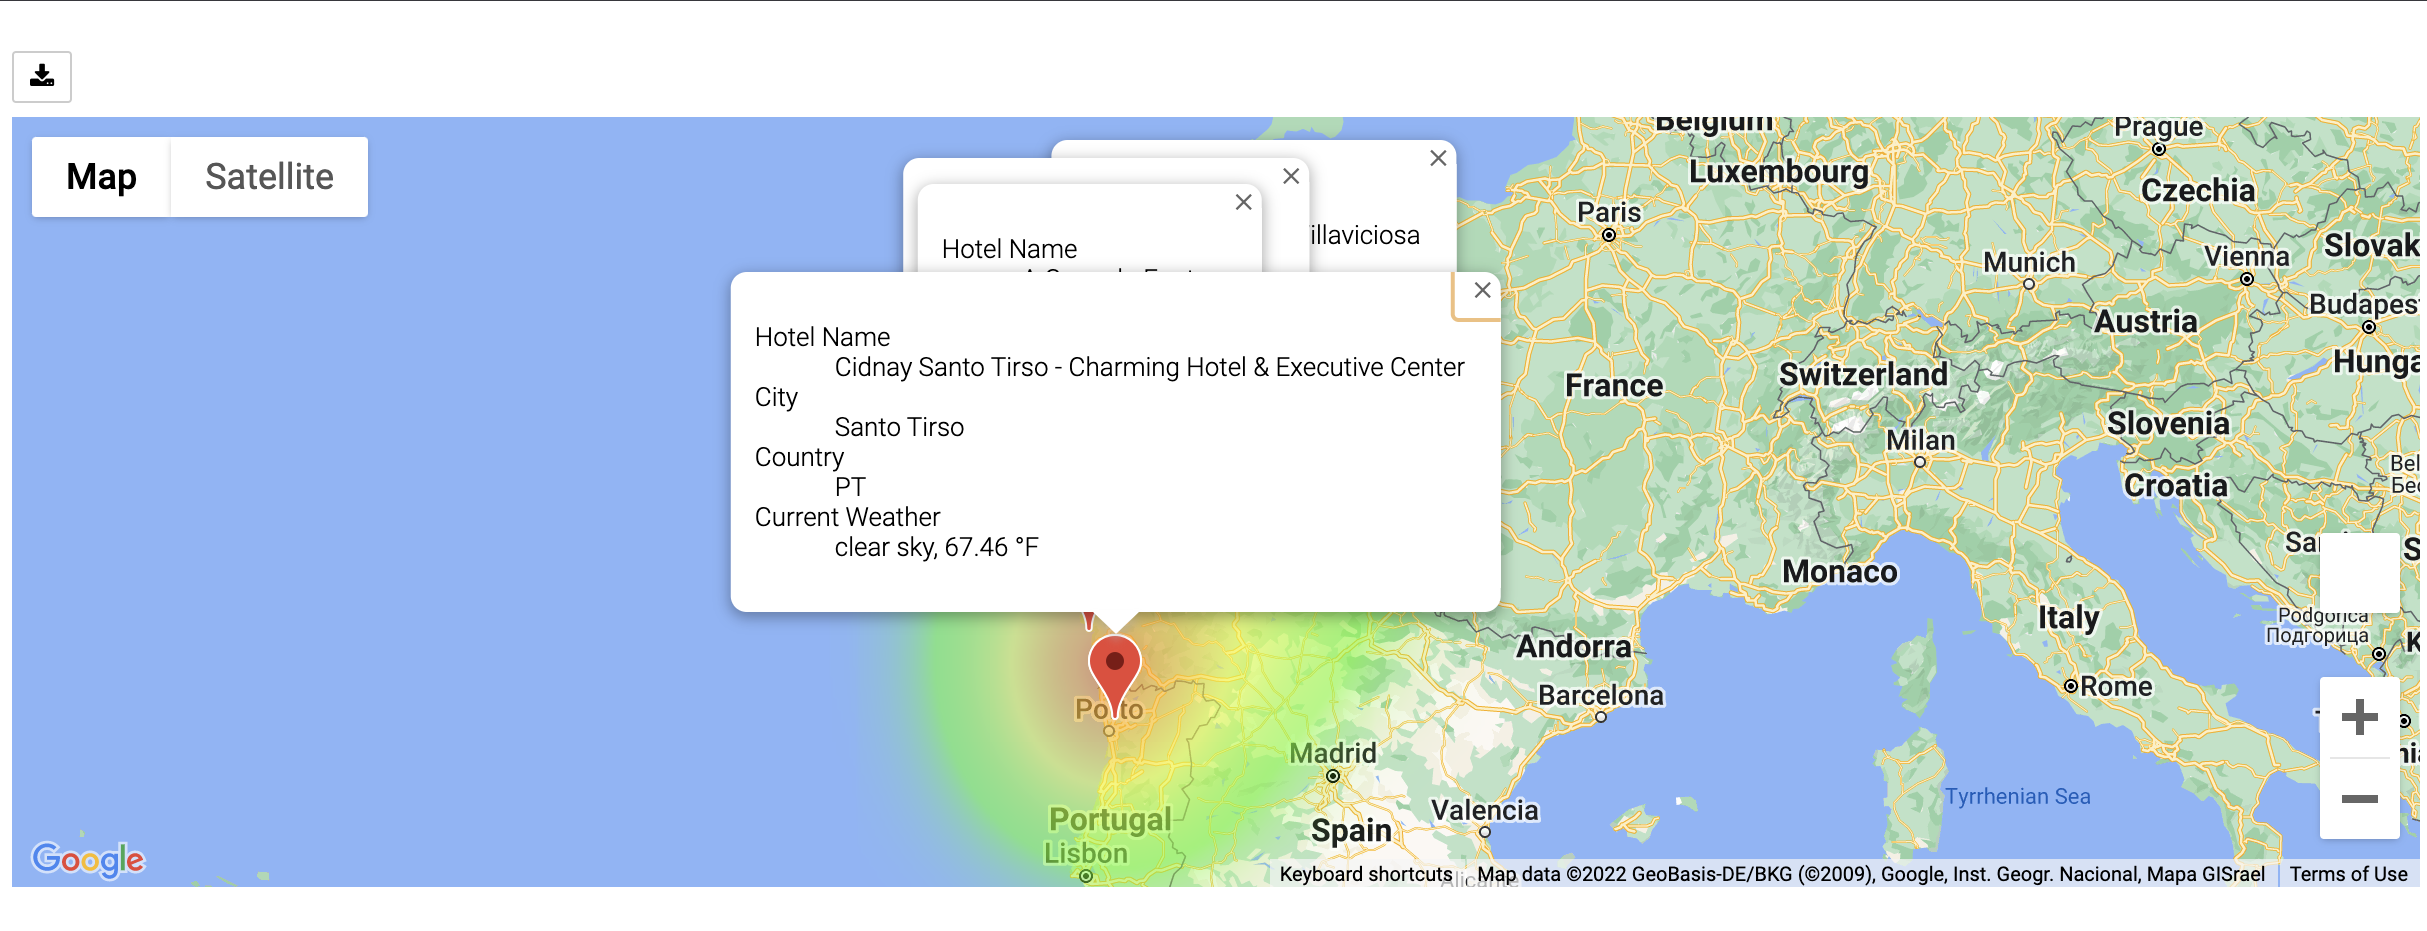 Map
Satellite
illaviciosa
Hotel Name
Hotel Name
Cidnay Santo Tirso - Charming Hotel & Executive Center
City
Santo Tirso
Country
PT
Current Weather
clear sky, 67.46 °F
Belgium
Prague
Luxembourg
Czechia
Paris
Slovak
Vienna
Munich
Budapes
Austria
Hunga
Switzerland
France
Slovenia
Milan
Bel
Croatia
Monaco
Podgorica
Подгорица
Italy
Andorra
Rome
Barcelona
Porto
Madrid
Tyrrhenian Sea
Valencia
Portugal
Spain
Lisbon
Alicante
Google
Keyboard shortcuts
Map data ©2022 GeoBasis-DE/BKG (©2009), Google, Inst. Geogr. Nacional, Mapa GISrael
Terms of Use